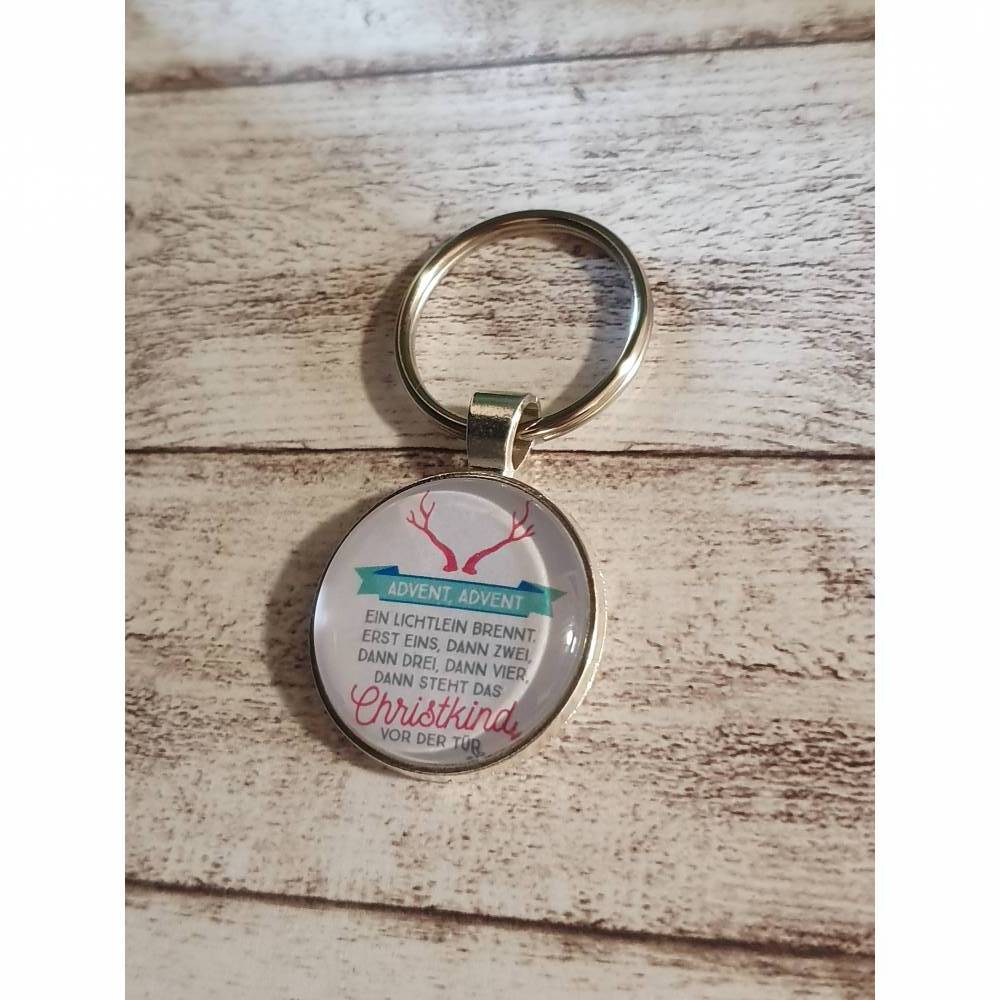 ADVENT, ADVENT
EIN LICHTLEIN BRENNT.
ERST EINS, DANN ZWEI,
DANN DREI, DANN VIER,
DANN STEHT DAS
Christkind,
VOR DER TÜR